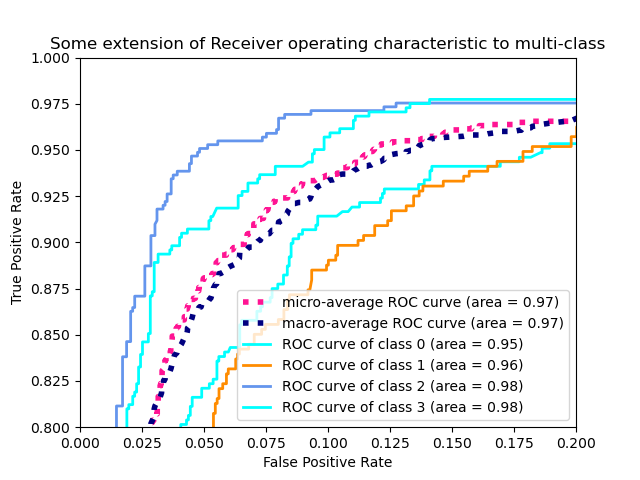 Some extension of Receiver operating characteristic to multi-class
1.000
0.975
0.950
0.925
0.900
0.875
0.850
0.825
0.800
True Positive Rate
micro-average ROC curve (area = 0.97)
macro-average ROC curve (area = 0.97)
ROC curve of class 0 (area = 0.95)
ROC curve of class 1 (area = 0.96)
ROC curve of class 2 (area = 0.98)
ROC curve of class 3 (area = 0.98)
0.000 0.025 0.050 0.075 0.100 0.125 0.150 0.175 0.200
False Positive Rate